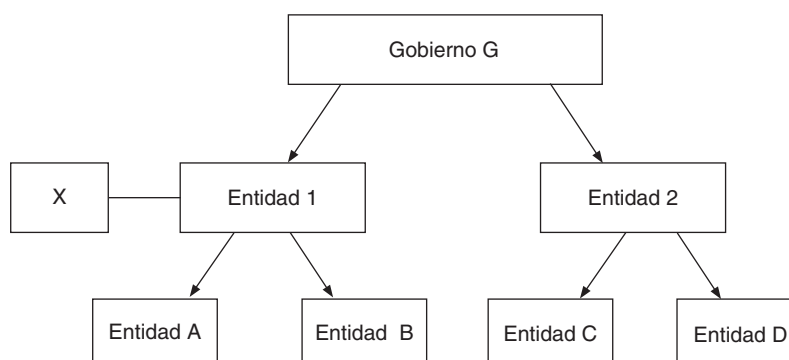 Gobierno G
X
Entidad 1
Entidad 2
Entidad A
Entidad B
Entidad C
Entidad D